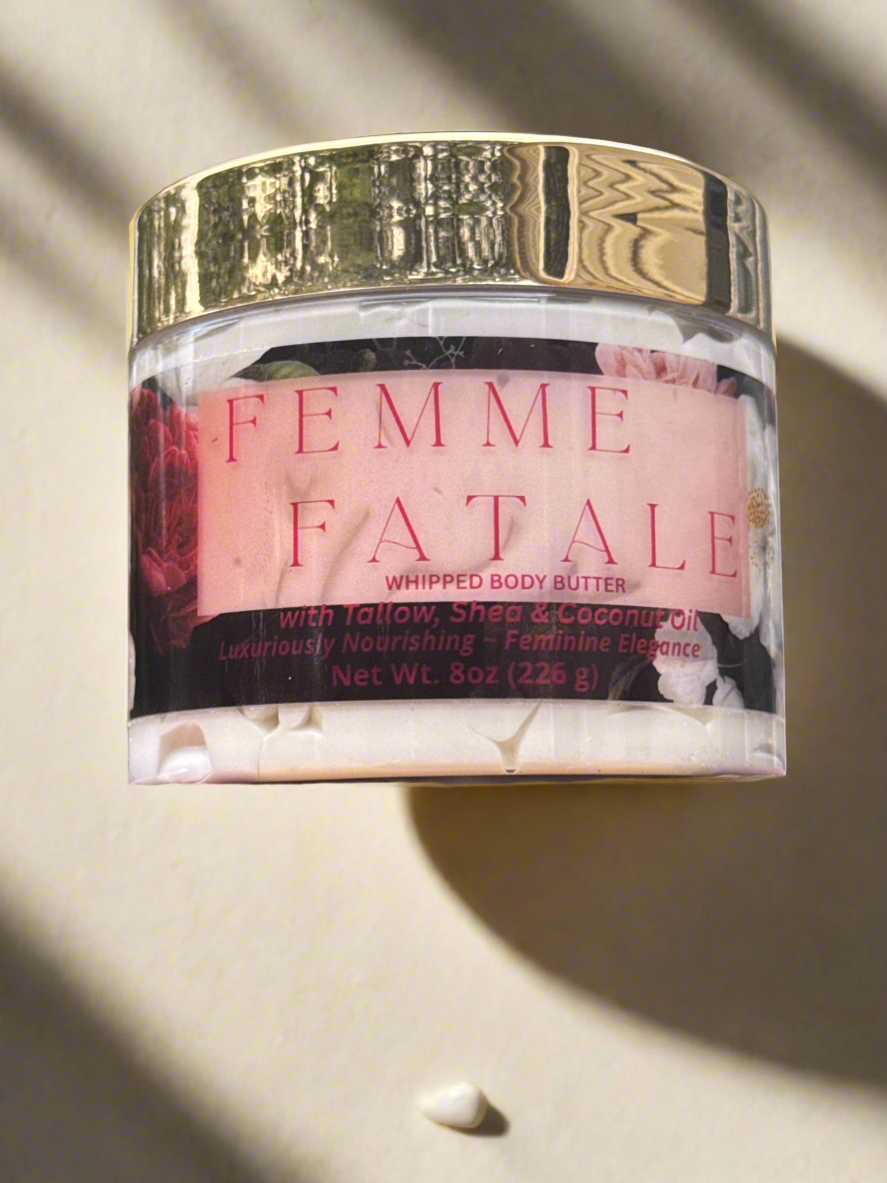 FEMME
FATALE
WHIPPED BODY BUTTER
with Tallow, Shea & Coconut Oil
Luxuriously Nourishing – Feminine Elegance
Net Wt. 8oz (226 g)